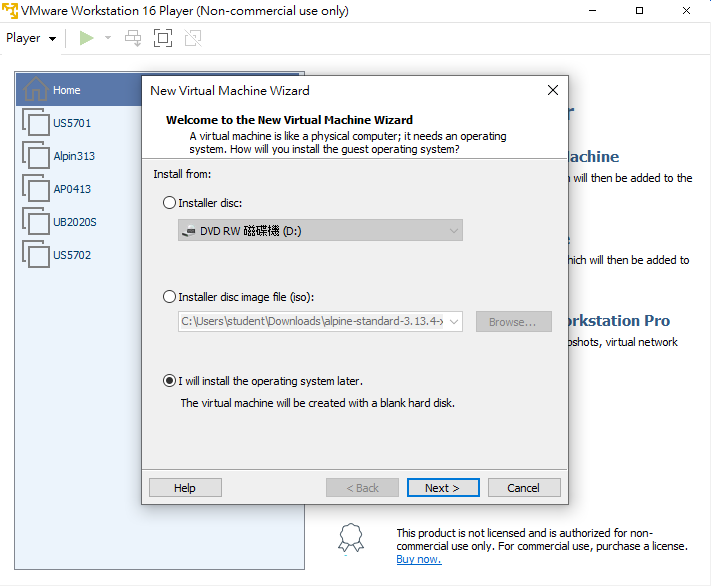 VMware Workstation 16 Player (Non-commercial use only)
Player
Home
US5701
Alpin313
AP0413
UB2020S
US5702
New Virtual Machine Wizard
Welcome to the New Virtual Machine Wizard
A virtual machine is like a physical computer; it needs an operating
system. How will you install the guest operating system?
Install from:
Installer disc:
DVD RW 磁碟機 (D:)
Installer disc image file (iso):
C:\Users\student\Downloads\alpine-standard-3.13.4-x
Browse...
I will install the operating system later.
The virtual machine will be created with a blank hard disk.
Help
< Back
Next >
Cancel
achine
will then be added to the
hich will then be added to
orkstation Pro
pshots, virtual network
This product is not licensed and is authorized for non-
commercial use only. For commercial use, purchase a license.
Buy now.